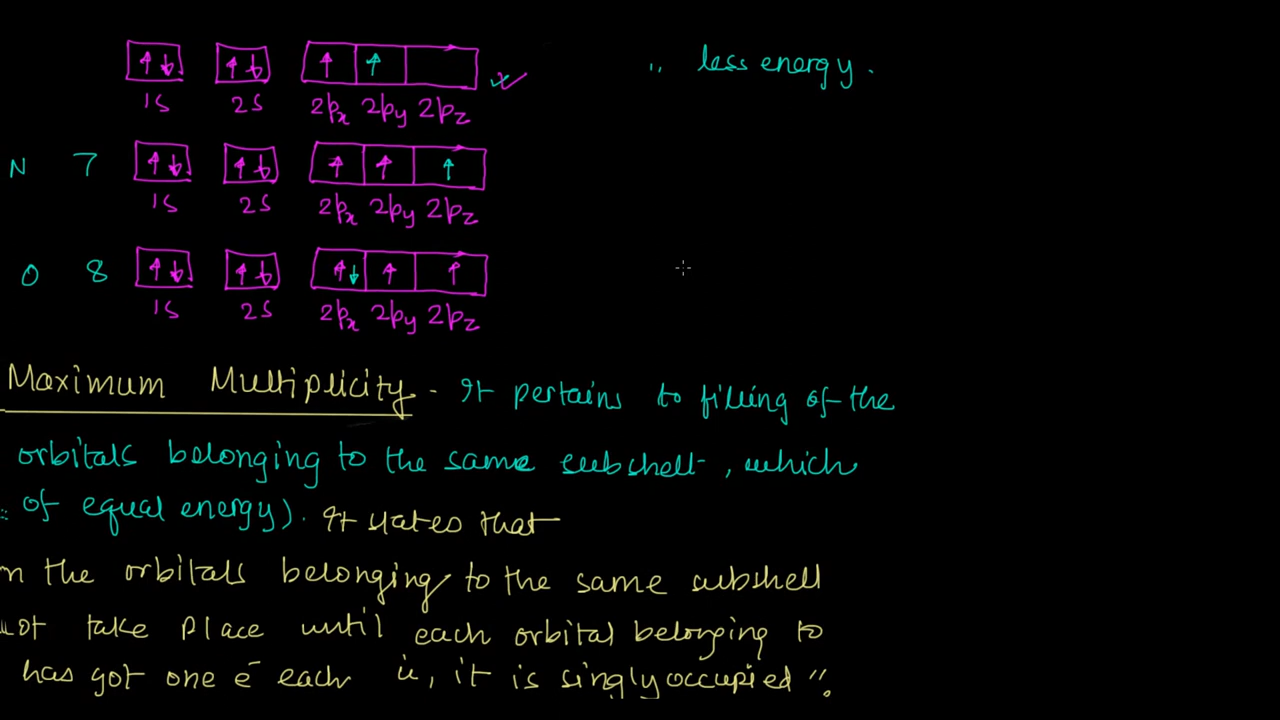 ↑↓ ↑↓ ↑ ↑
,, less energy.
1s 2s 2px 2py 2pz
N 7 ↑↓ ↑↓ ↑ ↑ ↑
1s 2s 2px 2py 2pz
O 8 ↑↓ ↑↓ ↑↓ ↑ ↑
1s 2s 2px 2py 2pz
Maximum Multiplicity - It pertains to filling of the
orbitals belonging to the same subshell, which
of equal energy). It states that
n the orbitals belonging to the same subshell
not take place until each orbital belonging to
has got one e⁻ each ie, it is singly occupied ".